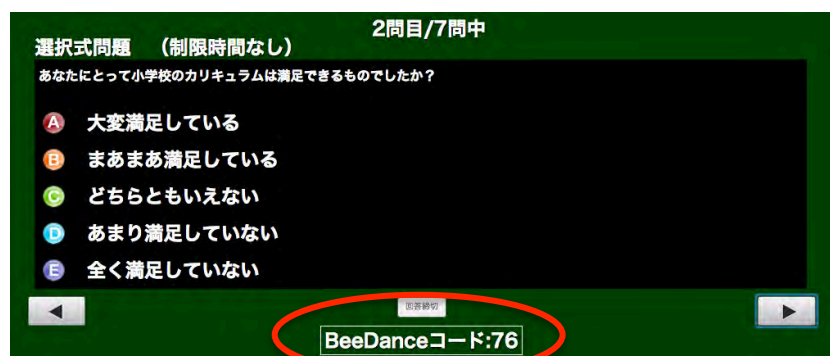 2問目/7問中
選択式問題 （制限時間なし）
あなたにとって小学校のカリキュラムは満足できるものでしたか？
A 大変満足している
B まあまあ満足している
C どちらともいえない
D あまり満足していない
E 全く満足していない
回答締切
BeeDanceコード:76